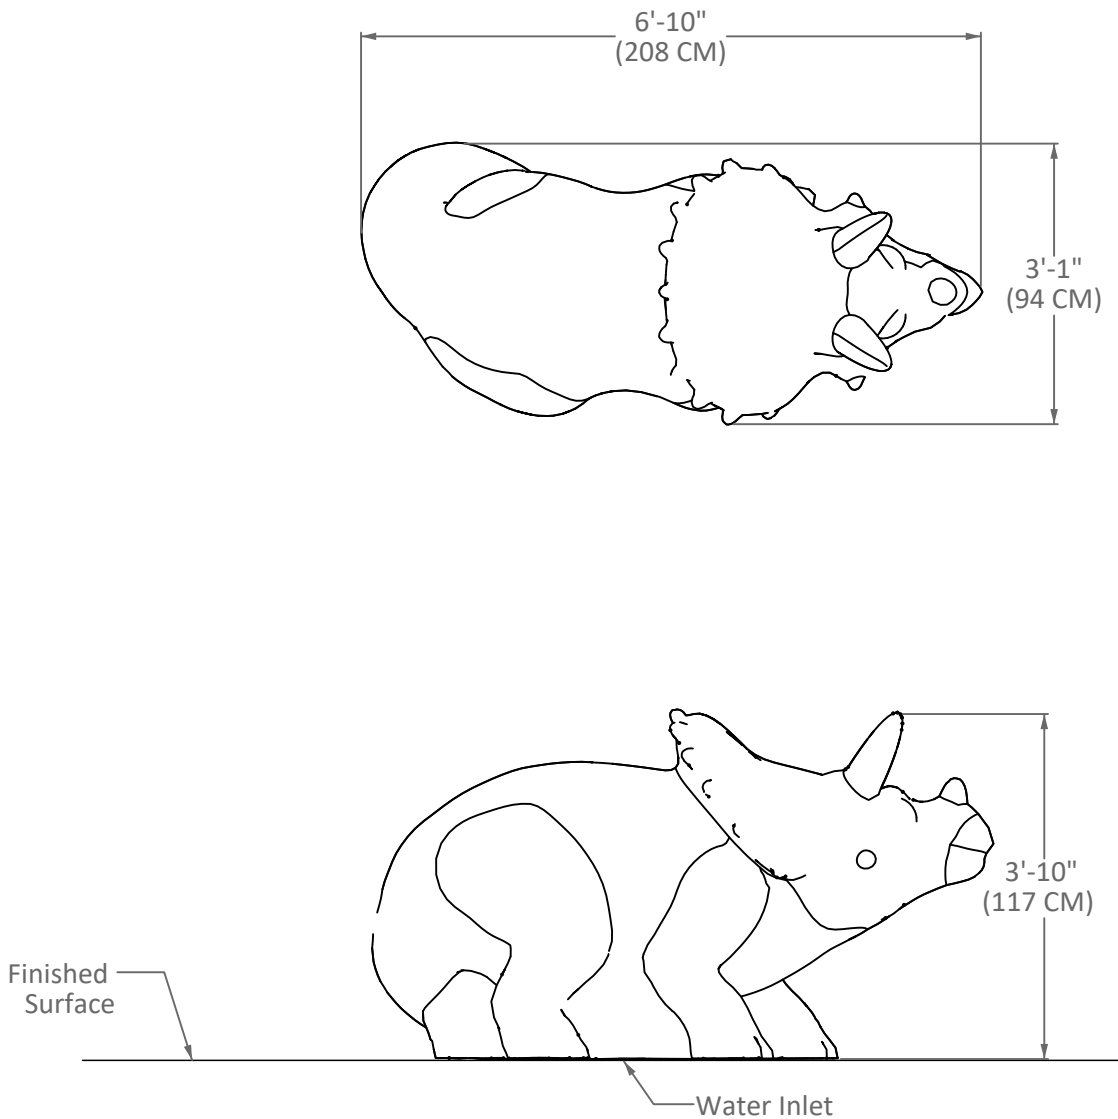 6'-10"
(208 CM)
3'-1"
(94 CM)
3'-10"
(117 CM)
Finished
Surface
Water Inlet